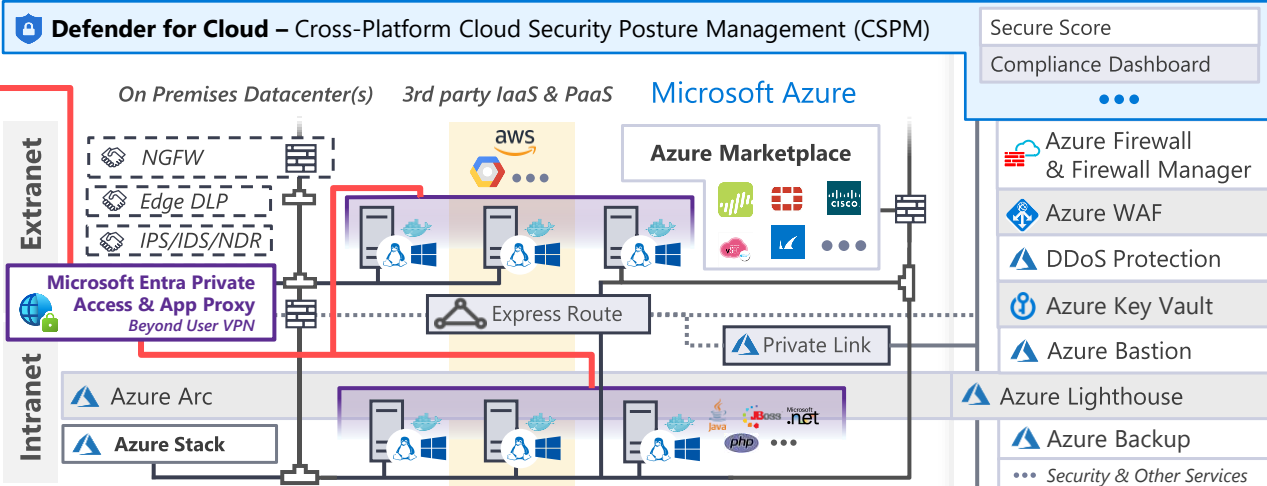 Defender for Cloud – Cross-Platform Cloud Security Posture Management (CSPM)
Secure Score
Compliance Dashboard
On Premises Datacenter(s)
3rd party IaaS & PaaS
Microsoft Azure
Extranet
NGFW
Edge DLP
IPS/IDS/NDR
aws
Azure Marketplace
CISCO
Azure Firewall
& Firewall Manager
Azure WAF
DDoS Protection
Azure Key Vault
Azure Bastion
Microsoft Entra Private
Access & App Proxy
Beyond User VPN
Express Route
Private Link
Intranet
Azure Arc
Azure Lighthouse
Azure Stack
Java
JBoss
Microsoft
.net
php
Azure Backup
Security & Other Services